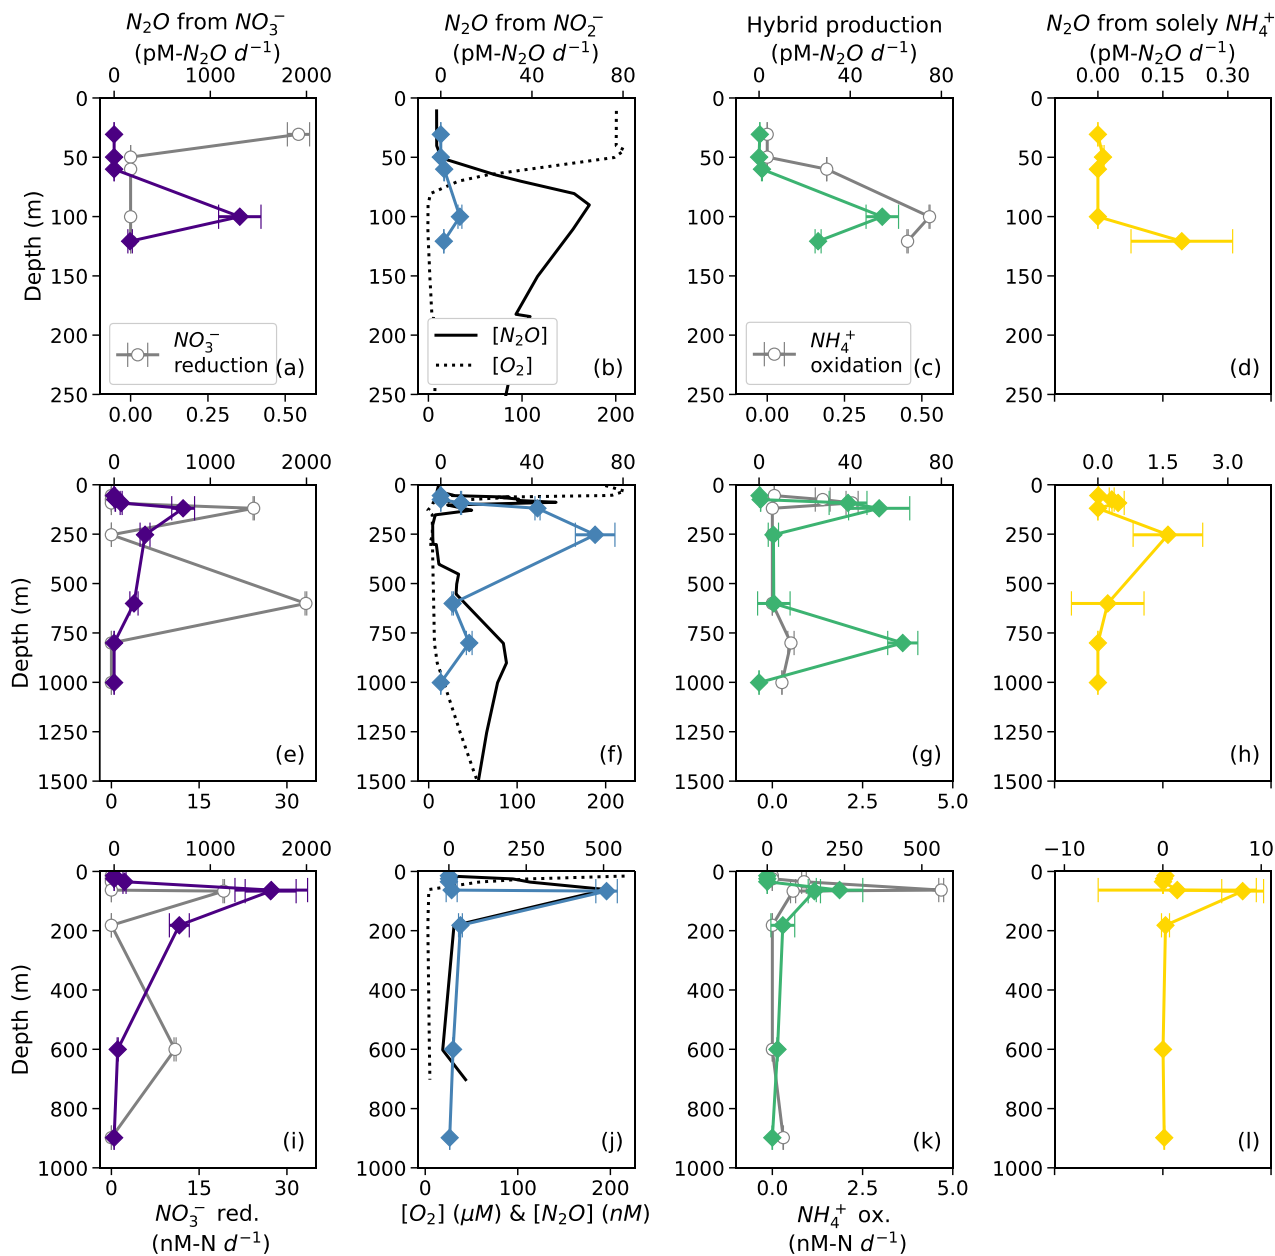 N₂O from NO₃⁻
(pM-N₂O d⁻¹)
N₂O from NO₂⁻
(pM-N₂O d⁻¹)
Hybrid production
(pM-N₂O d⁻¹)
N₂O from solely NH₄⁺
(pM-N₂O d⁻¹)
0 1000 2000
0 40 80
0 40 80
0.00 0.15 0.30
Depth (m)
0
50
100
150
200
250
NO₃⁻
reduction
(a)
0.00 0.25 0.50
0
50
100
150
200
250
[N₂O]
[O₂]
(b)
0 100 200
0
50
100
150
200
250
NH₄⁺
oxidation
(c)
0.00 0.25 0.50
0
50
100
150
200
250
(d)
0 1000 2000
0 40 80
0 40 80
0.0 1.5 3.0
Depth (m)
0
250
500
750
1000
1250
1500
(e)
0 15 30
0
250
500
750
1000
1250
1500
(f)
0 100 200
0
250
500
750
1000
1250
1500
(g)
0.0 2.5 5.0
0
250
500
750
1000
1250
1500
(h)
0 1000 2000
0 250 500
0 250 500
−10 0 10
Depth (m)
0
200
400
600
800
1000
(i)
0 15 30
NO₃⁻ red.
(nM-N d⁻¹)
0
200
400
600
800
1000
(j)
0 100 200
[O₂] (μM) & [N₂O] (nM)
0
200
400
600
800
1000
(k)
0.0 2.5 5.0
NH₄⁺ ox.
(nM-N d⁻¹)
0
200
400
600
800
1000
(l)